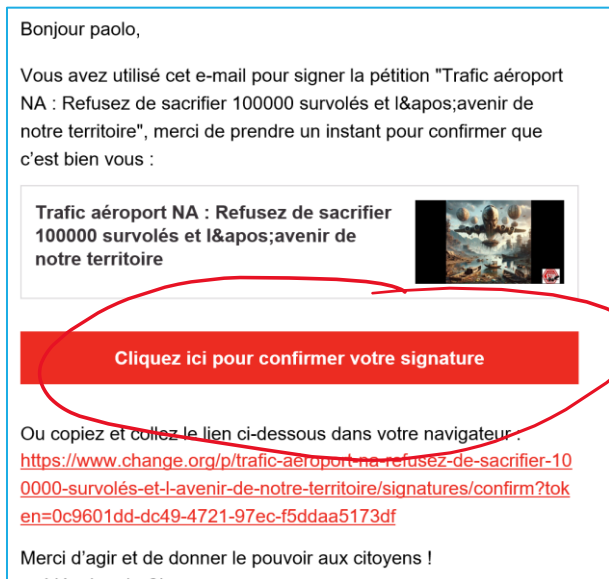 Bonjour paolo,
Vous avez utilisé cet e-mail pour signer la pétition "Trafic aéroport
NA : Refusez de sacrifier 100000 survolés et l&apos;avenir de
notre territoire", merci de prendre un instant pour confirmer que
c'est bien vous :
Trafic aéroport NA : Refusez de sacrifier
100000 survolés et l&apos;avenir de
notre territoire
Cliquez ici pour confirmer votre signature
Ou copiez et collez le lien ci-dessous dans votre navigateur :
https://www.change.org/p/trafic-aéroport-na-refusez-de-sacrifier-10
0000-survolés-et-l-avenir-de-notre-territoire/signatures/confirm?tok
en=0c9601dd-dc49-4721-97ec-f5ddaa5173df
Merci d'agir et de donner le pouvoir aux citoyens !